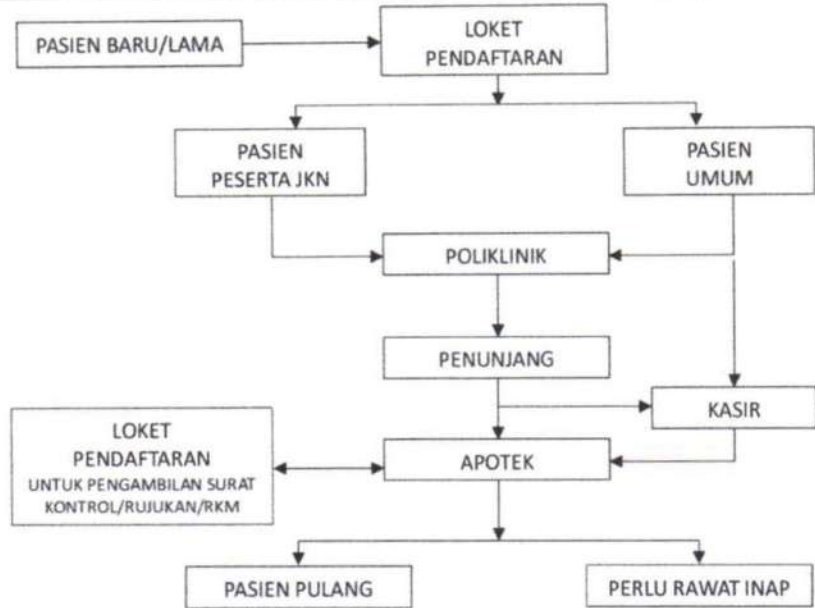 PASIEN BARU/LAMA
LOKET
PENDAFTARAN
PASIEN
PESERTA JKN
PASIEN
UMUM
POLIKLINIK
PENUNJANG
KASIR
LOKET
PENDAFTARAN
UNTUK PENGAMBILAN SURAT
KONTROL/RUJUKAN/RKM
APOTEK
PASIEN PULANG
PERLU RAWAT INAP